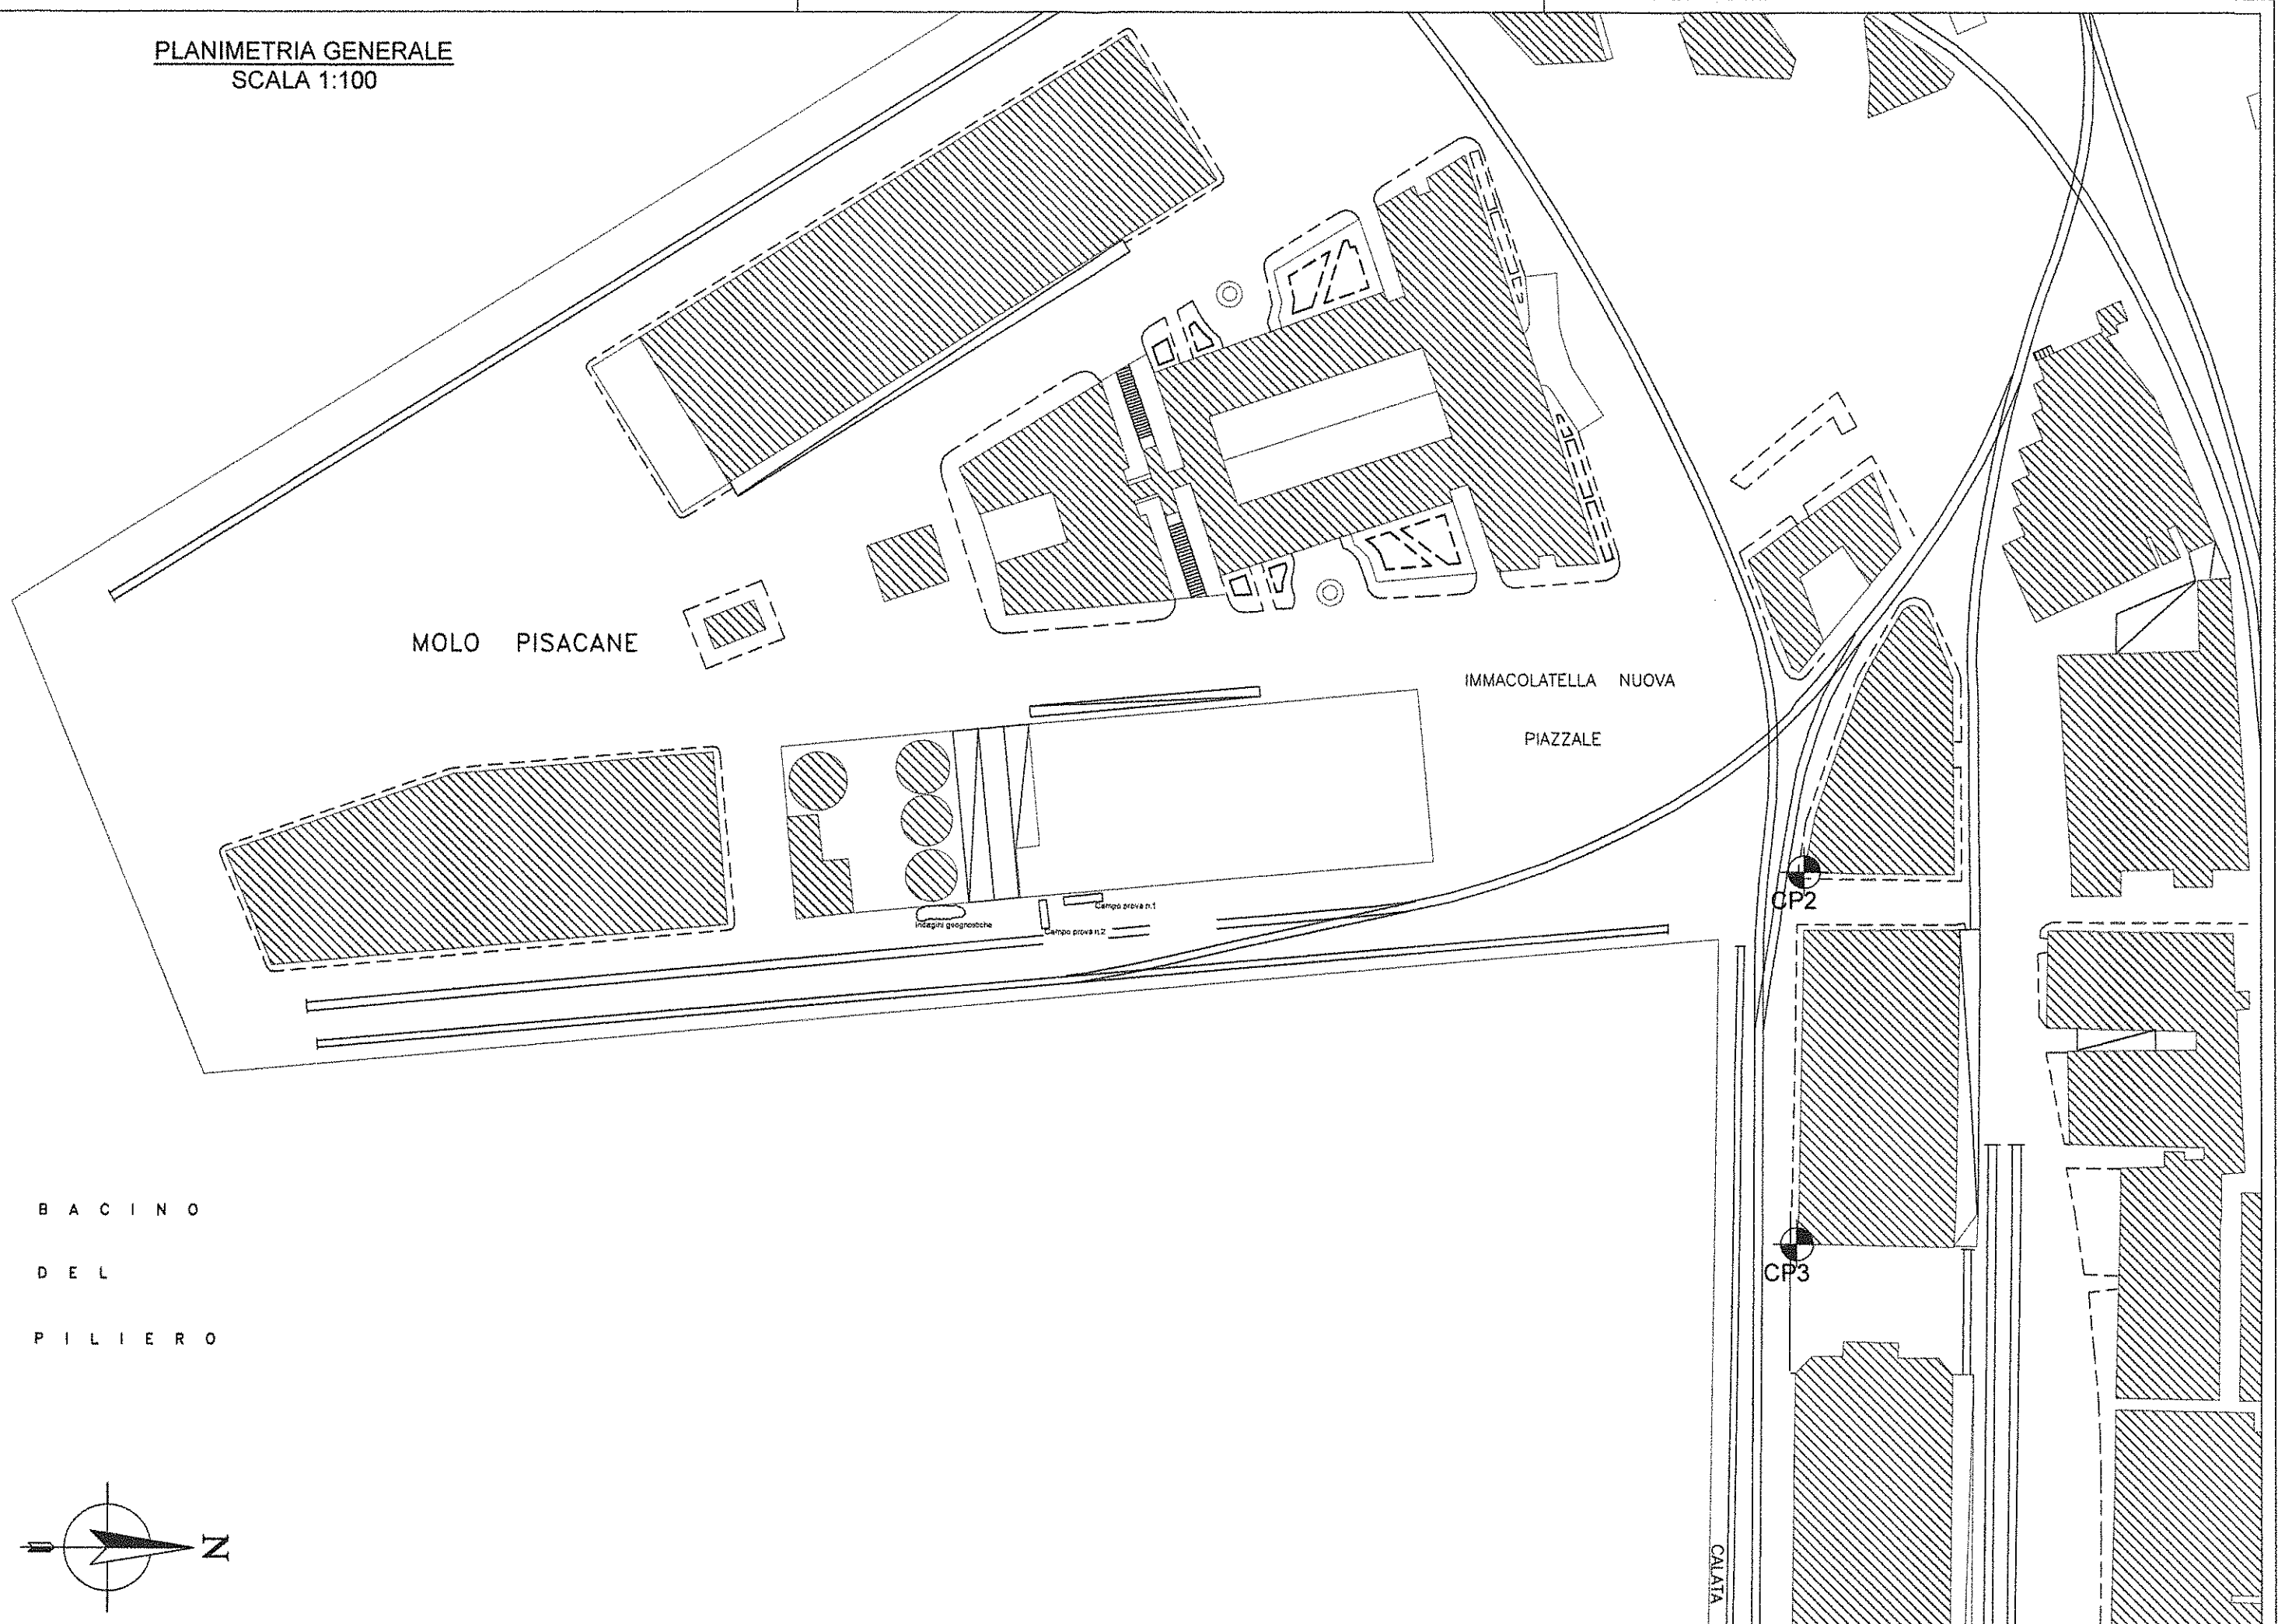 PLANIMETRIA GENERALE
SCALA 1:100
MOLO PISACANE
IMMACOLATELLA NUOVA
PIAZZALE
CP2
Campo prova n.1
Indagini geognostiche
Campo prova n.2
B A C I N O
D E L
P I L I E R O
CP3
N
CALATA